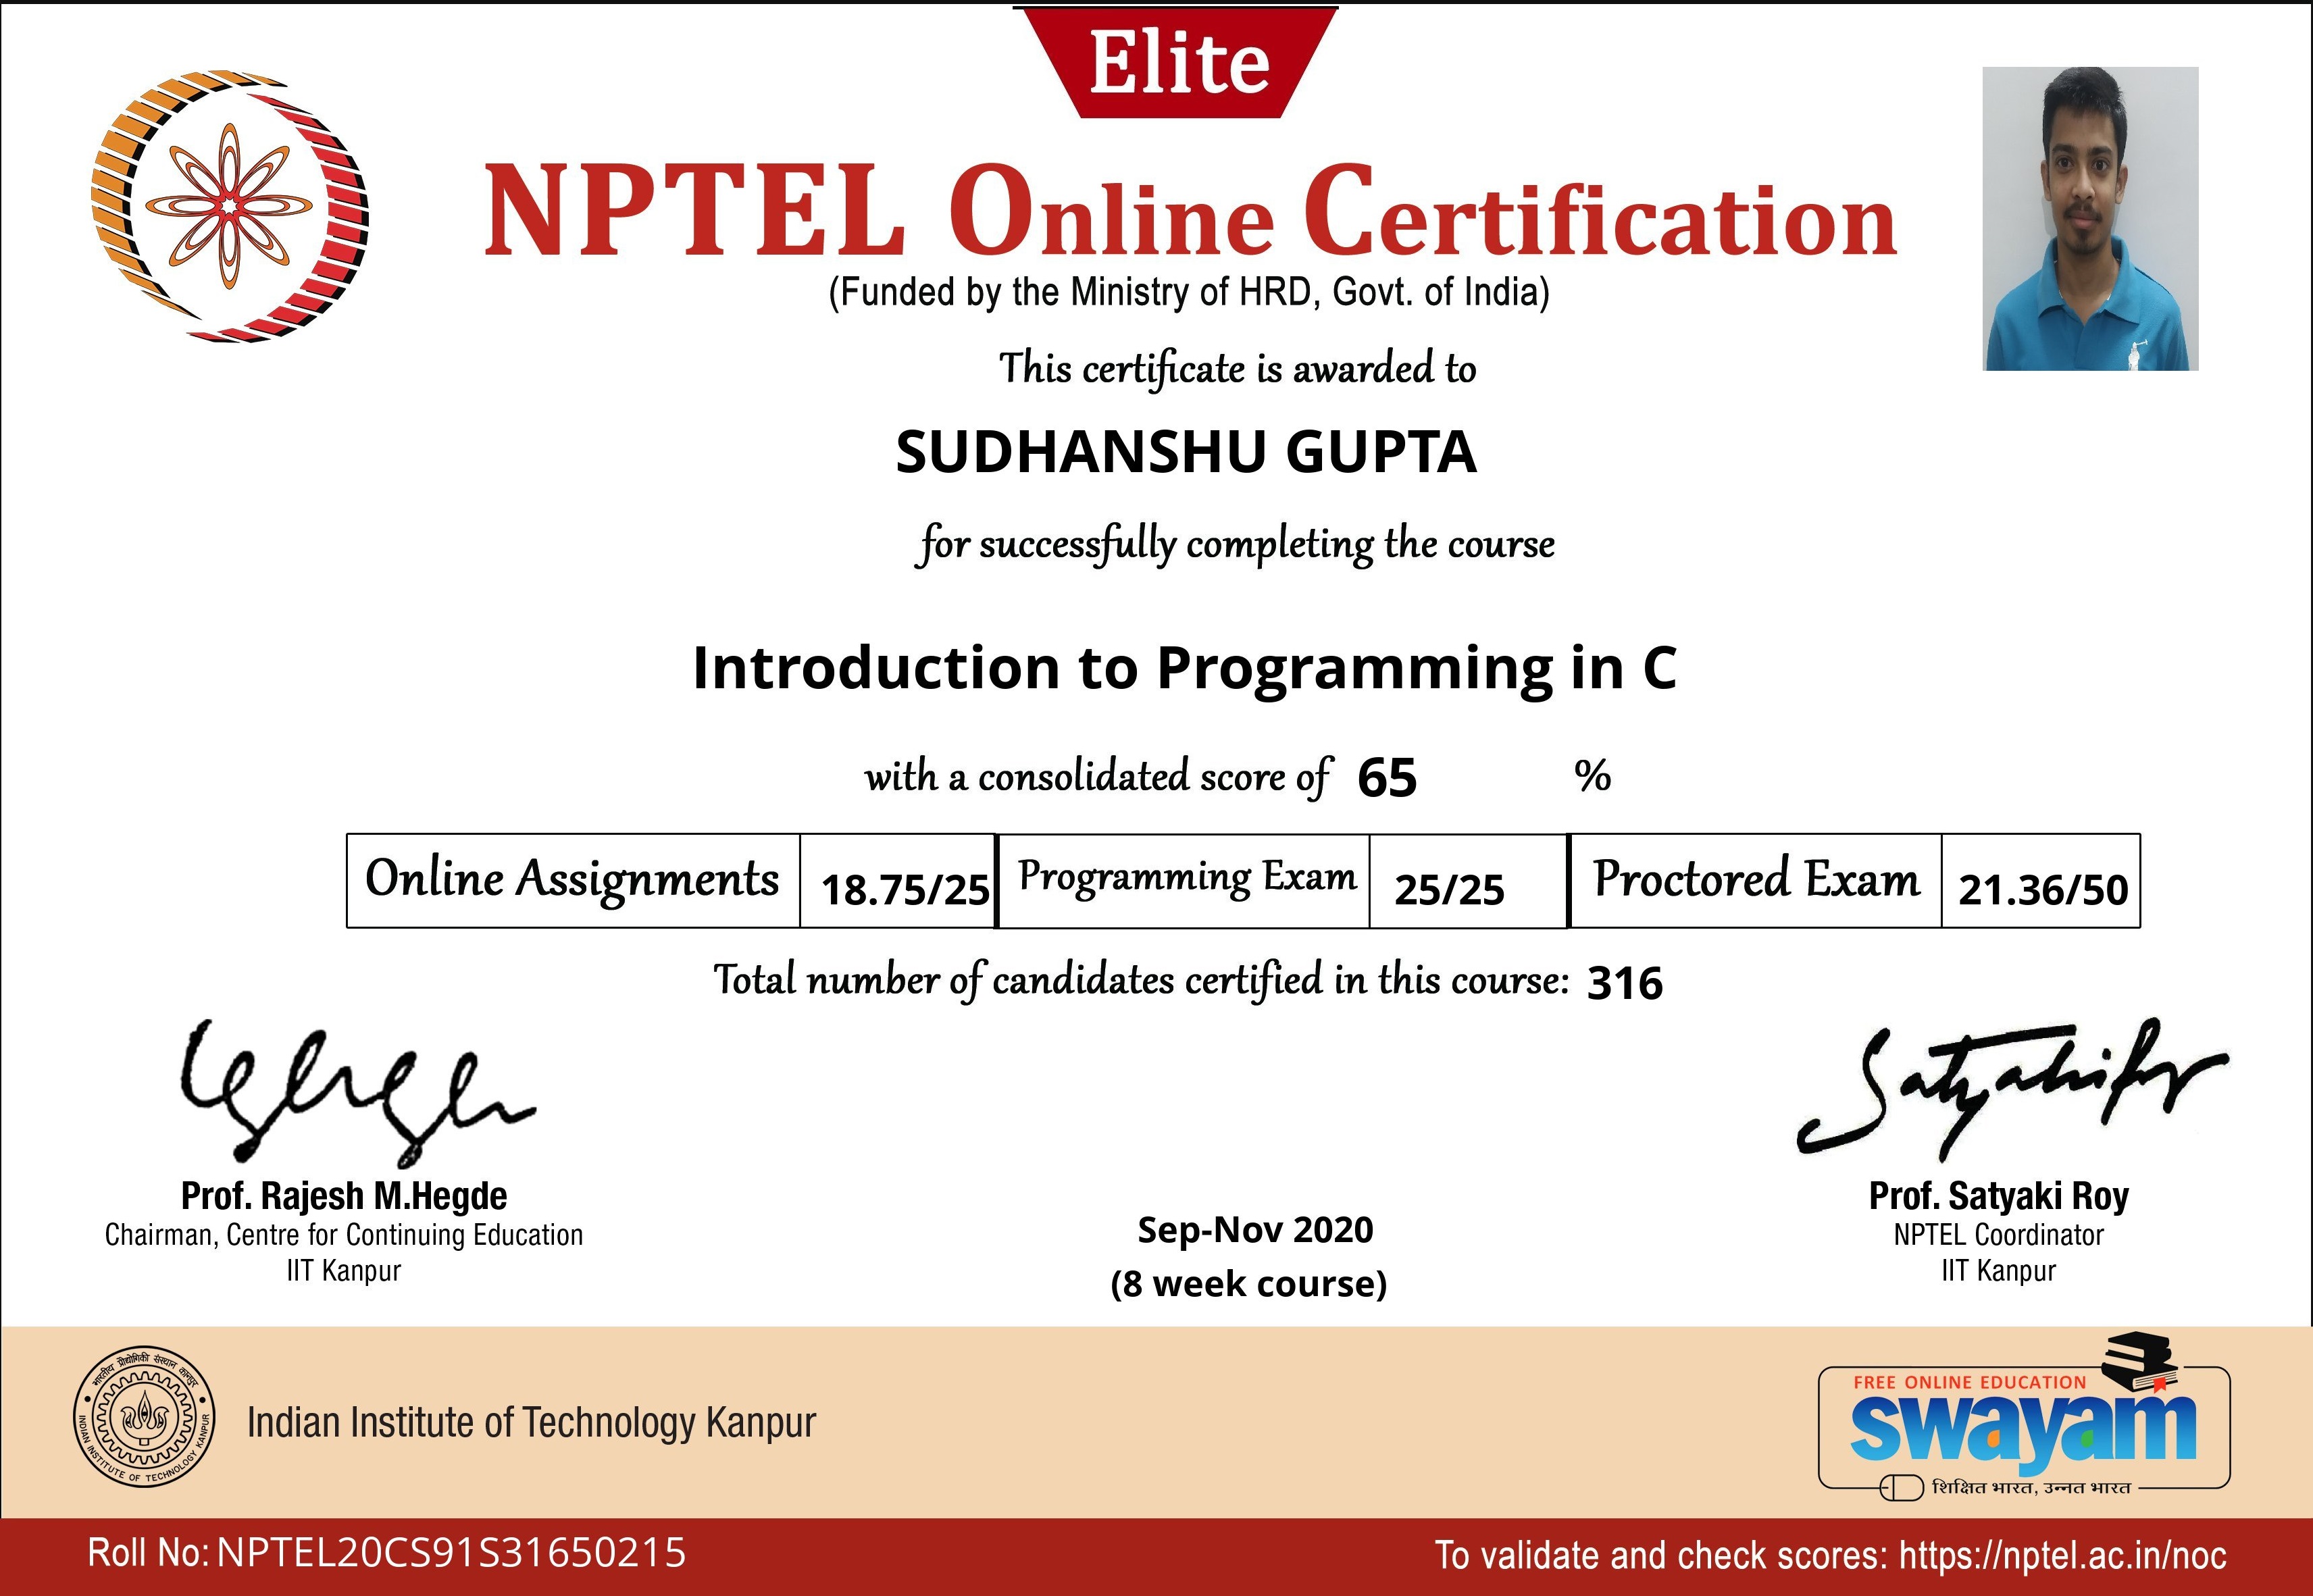 Elite
NPTEL Online Certification
(Funded by the Ministry of HRD, Govt. of India)
This certificate is awarded to
SUDHANSHU GUPTA
for successfully completing the course
Introduction to Programming in C
with a consolidated score of 65 %
Online Assignments 18.75/25 Programming Exam 25/25 Proctored Exam 21.36/50
Total number of candidates certified in this course: 316
Prof. Rajesh M.Hegde
Chairman, Centre for Continuing Education
IIT Kanpur
Sep-Nov 2020
(8 week course)
Prof. Satyaki Roy
NPTEL Coordinator
IIT Kanpur
भारतीय प्रौद्योगिकी संस्थान कानपुर
INDIAN INSTITUTE OF TECHNOLOGY KANPUR
Indian Institute of Technology Kanpur
FREE ONLINE EDUCATION
swayam
शिक्षित भारत, उन्नत भारत
Roll No: NPTEL20CS91S31650215
To validate and check scores: https://nptel.ac.in/noc